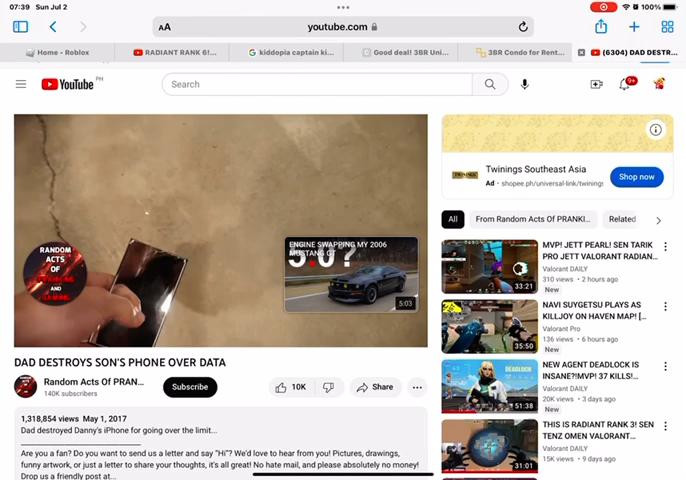 07:39 Sun Jul 2
100%
AA
youtube.com
Home - Roblox
RADIANT RANK 6!...
kiddopia captain ki...
Good deal! 3BR Uni...
3BR Condo for Rent...
(6304) DAD DESTR...
YouTube PH
Search
9+
RANDOM
ACTS
OF
PRANKING
AND
GAMING
ENGINE SWAPPING MY 2006
MUSTANG GT
5.0?
5:03
DAD DESTROYS SON'S PHONE OVER DATA
Random Acts Of PRAN...
140K subscribers
Subscribe
10K
Share
1,318,854 views May 1, 2017
Dad destroyed Danny's iPhone for going over the limit...
Are you a fan? Do you want to send us a letter and say "Hi"? We'd love to hear from you! Pictures, drawings,
funny artwork, or just a letter to share your thoughts, it's all great! No hate mail, and please absolutely no money!
Drop us a friendly post at...
TWININGS
Twinings Southeast Asia
Ad · shopee.ph/universal-link/twinings
Shop now
All
From Random Acts Of PRANKI...
Related
MVP! JETT PEARL! SEN TARIK
PRO JETT VALORANT RADIAN...
Valorant DAILY
310 views • 2 hours ago
New
33:21
NAVI SUYGETSU PLAYS AS
KILLJOY ON HAVEN MAP! [...
Valorant Pro
136 views • 6 hours ago
New
35:50
NEW AGENT DEADLOCK IS
INSANE?!MVP! 37 KILLS!...
Valorant DAILY
20K views • 3 days ago
New
DEADLOCK
51:38
THIS IS RADIANT RANK 3! SEN
TENZ OMEN VALORANT...
Valorant DAILY
15K views • 9 days ago
31:01